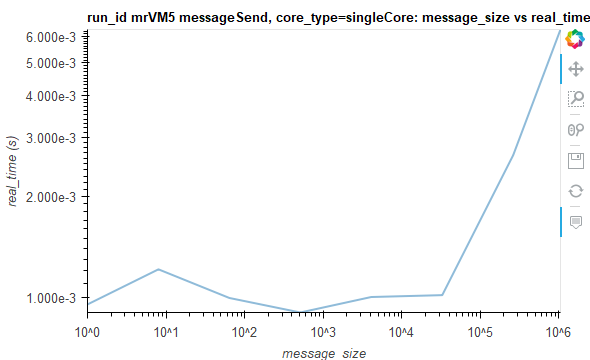 run_id mrVM5 messageSend, core_type=singleCore: message_size vs real_time
6.000e-3
5.000e-3
4.000e-3
3.000e-3
2.000e-3
1.000e-3
real_time (s)
10^0 10^1 10^2 10^3 10^4 10^5 10^6
message_size